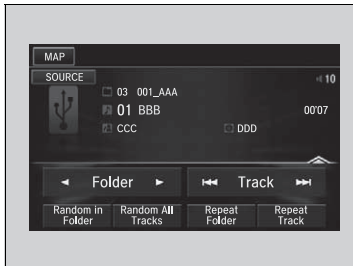 MAP
SOURCE
10
03 001_AAA
01 BBB
00'07
CCC
DDD
Folder
Track
Random in Folder
Random All Tracks
Repeat Folder
Repeat Track